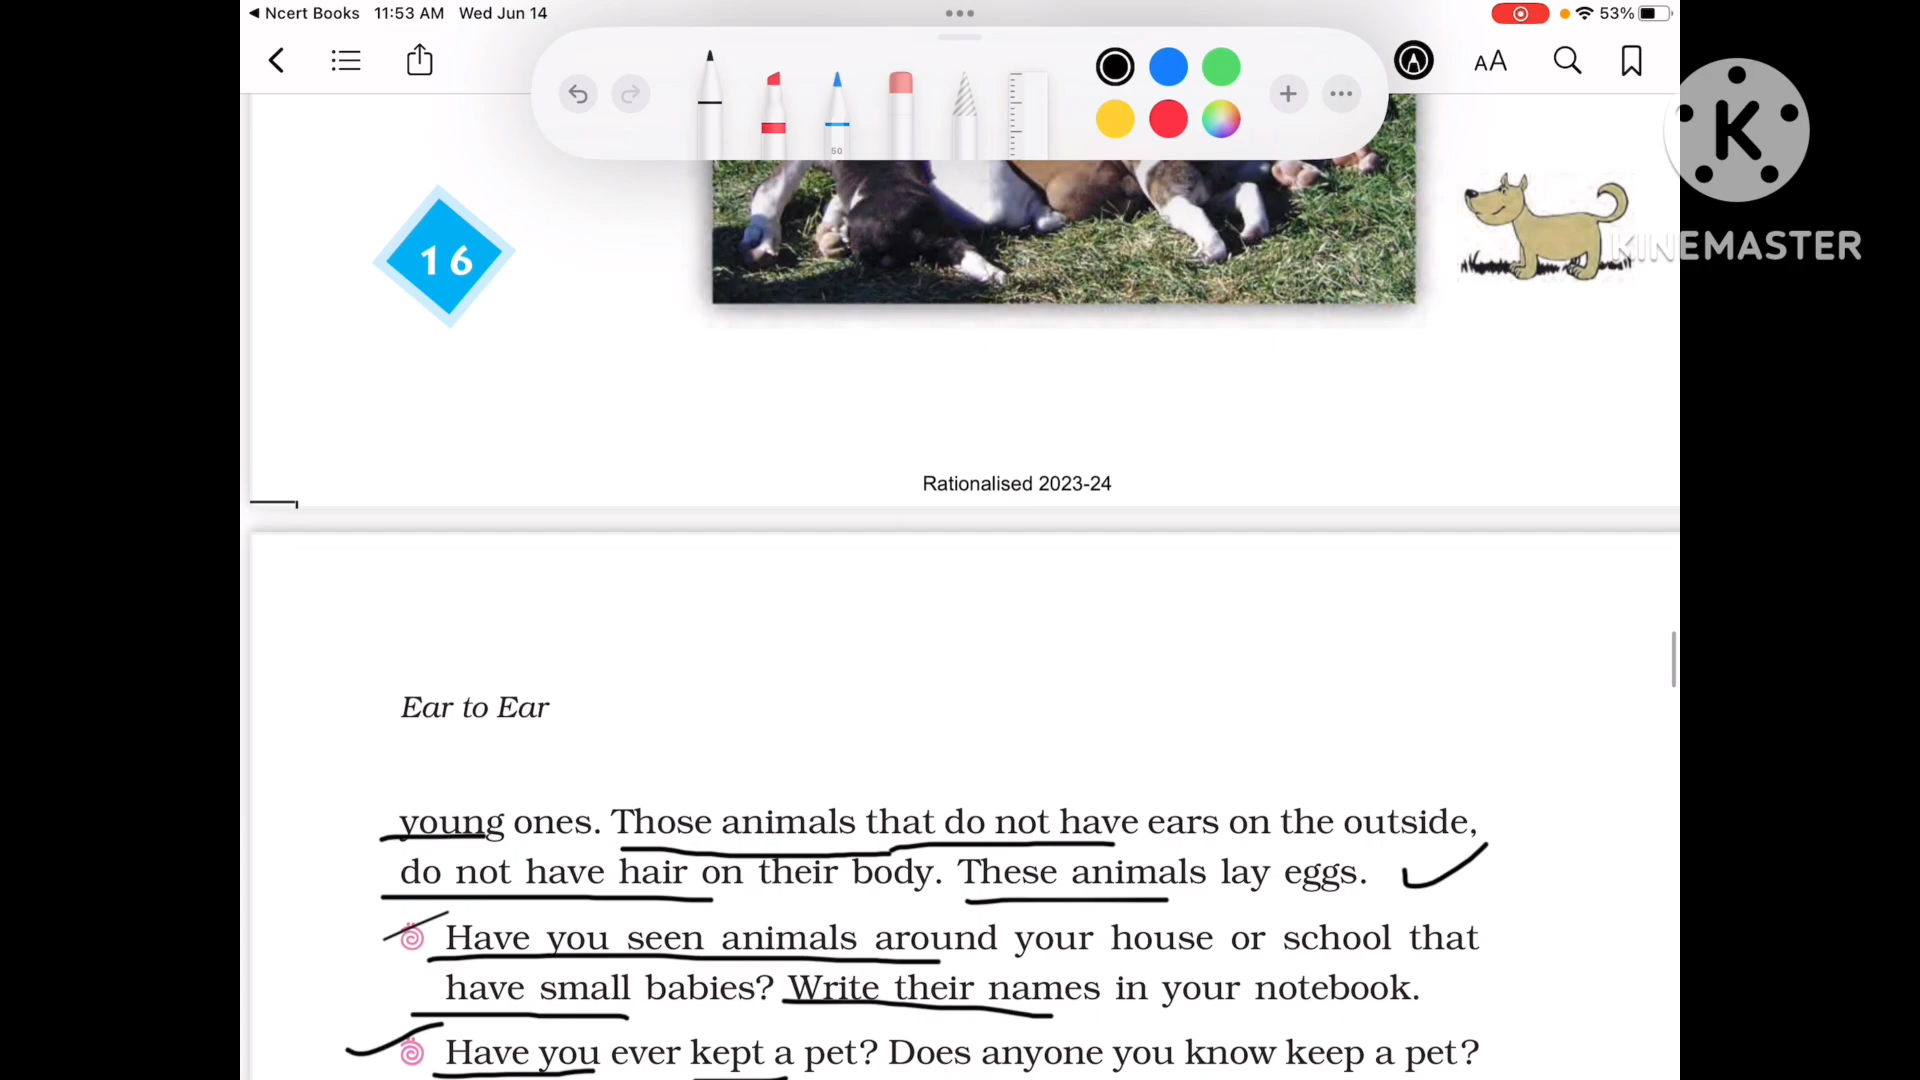 Ncert Books 11:53 AM Wed Jun 14
53%
AA
50
K
KINEMASTER
16
Rationalised 2023-24
Ear to Ear
young ones. Those animals that do not have ears on the outside,
do not have hair on their body. These animals lay eggs.
Have you seen animals around your house or school that
have small babies? Write their names in your notebook.
Have you ever kept a pet? Does anyone you know keep a pet?